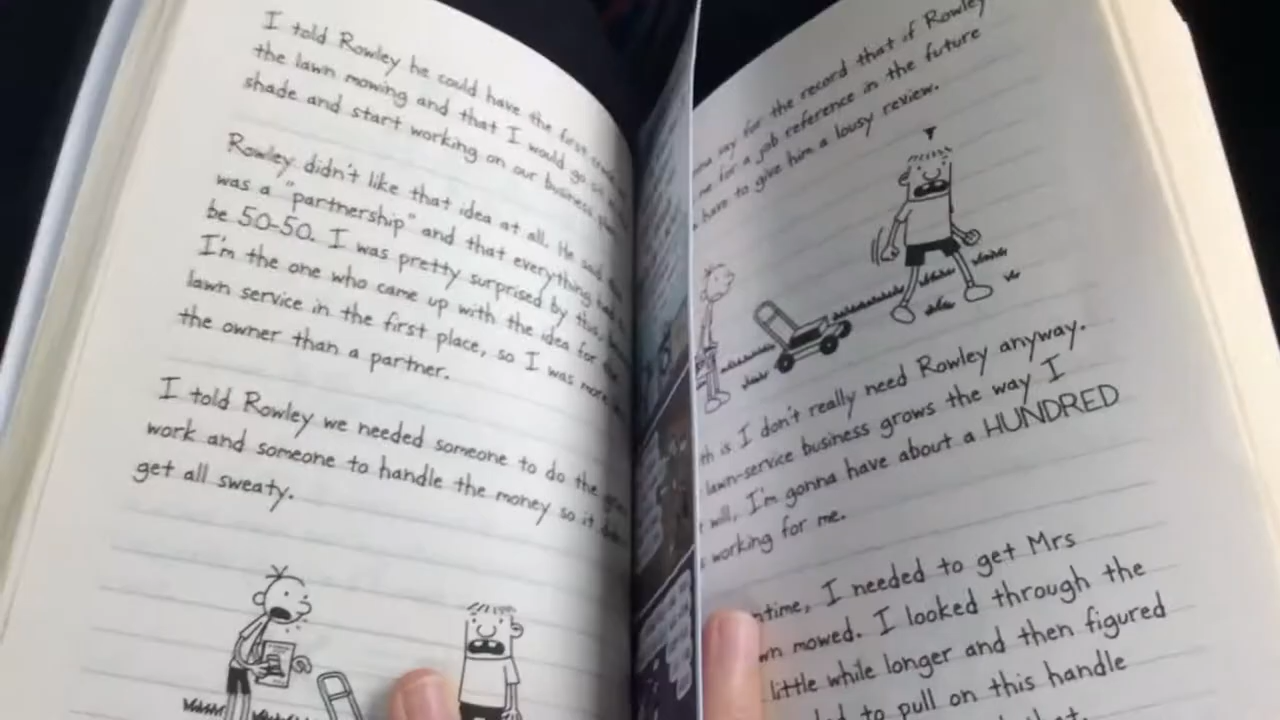 I told Rowley he could have the first
the lawn mowing and that I would go sit
shade and start working on our business
Rowley didn't like that idea at all. He said
was a "partnership" and that everything
be 50-50. I was pretty surprised by this,
I'm the one who came up with the idea for
lawn service in the first place, so I was more
the owner than a partner.
I told Rowley we needed someone to do the
work and someone to handle the money so it
get all sweaty.
say for the record that if Rowley
me for a job reference in the future
have to give him a lousy review.
is I don't really need Rowley anyway.
lawn-service business grows the way I
will, I'm gonna have about a HUNDRED
working for me.
I needed to get Mrs
mowed. I looked through the
little while longer and then figured
to pull on this handle